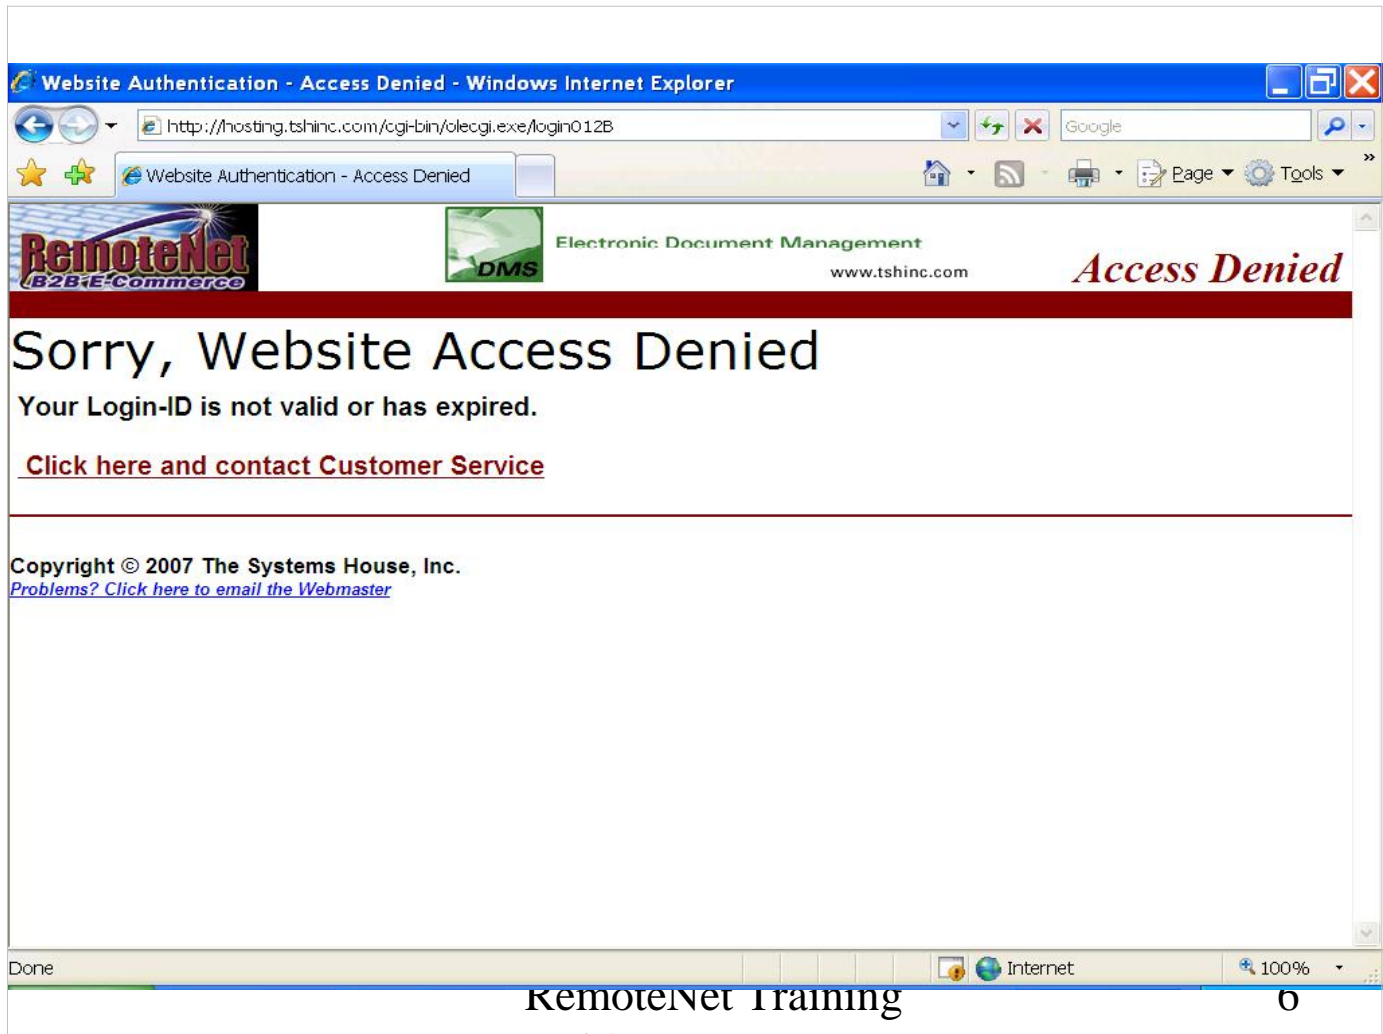 Website Authentication - Access Denied - Windows Internet Explorer
http://hosting.tshinc.com/cgi-bin/olecgi.exe/login012B
Google
Website Authentication - Access Denied
Page
Tools
RemoteNet
B2B E-Commerce
DMS
Electronic Document Management
www.tshinc.com
Access Denied
Sorry, Website Access Denied
Your Login-ID is not valid or has expired.
Click here and contact Customer Service
Copyright © 2007 The Systems House, Inc.
Problems? Click here to email the Webmaster
Done
Internet
100%
RemoteNet Training
6